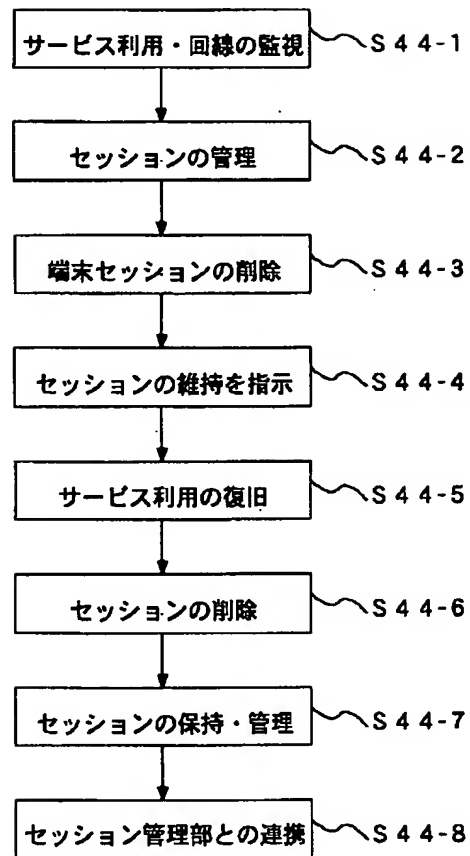 サービス利用・回線の監視 S44-1
セッションの管理 S44-2
端末セッションの削除 S44-3
セッションの維持を指示 S44-4
サービス利用の復旧 S44-5
セッションの削除 S44-6
セッションの保持・管理 S44-7
セッション管理部との連携 S44-8